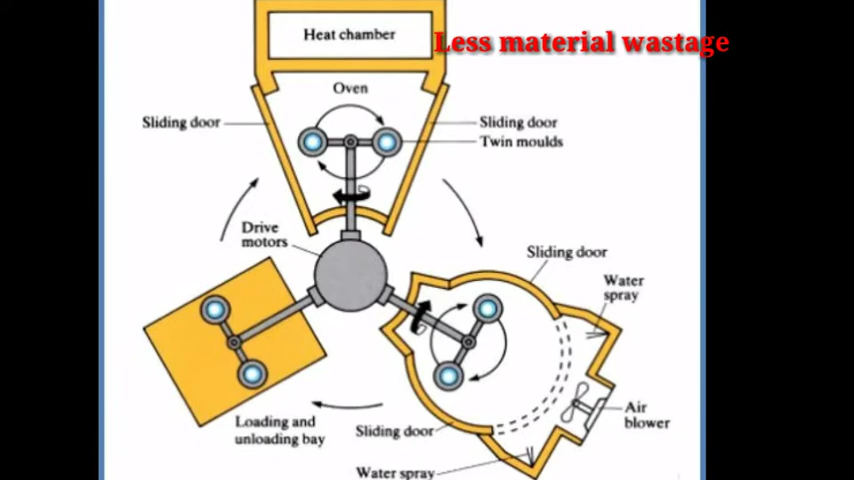 Heat chamber
Less material wastage
Oven
Sliding door
Sliding door
Twin moulds
Drive
motors
Sliding door
Water
spray
Air
blower
Loading and
unloading bay
Sliding door
Water spray